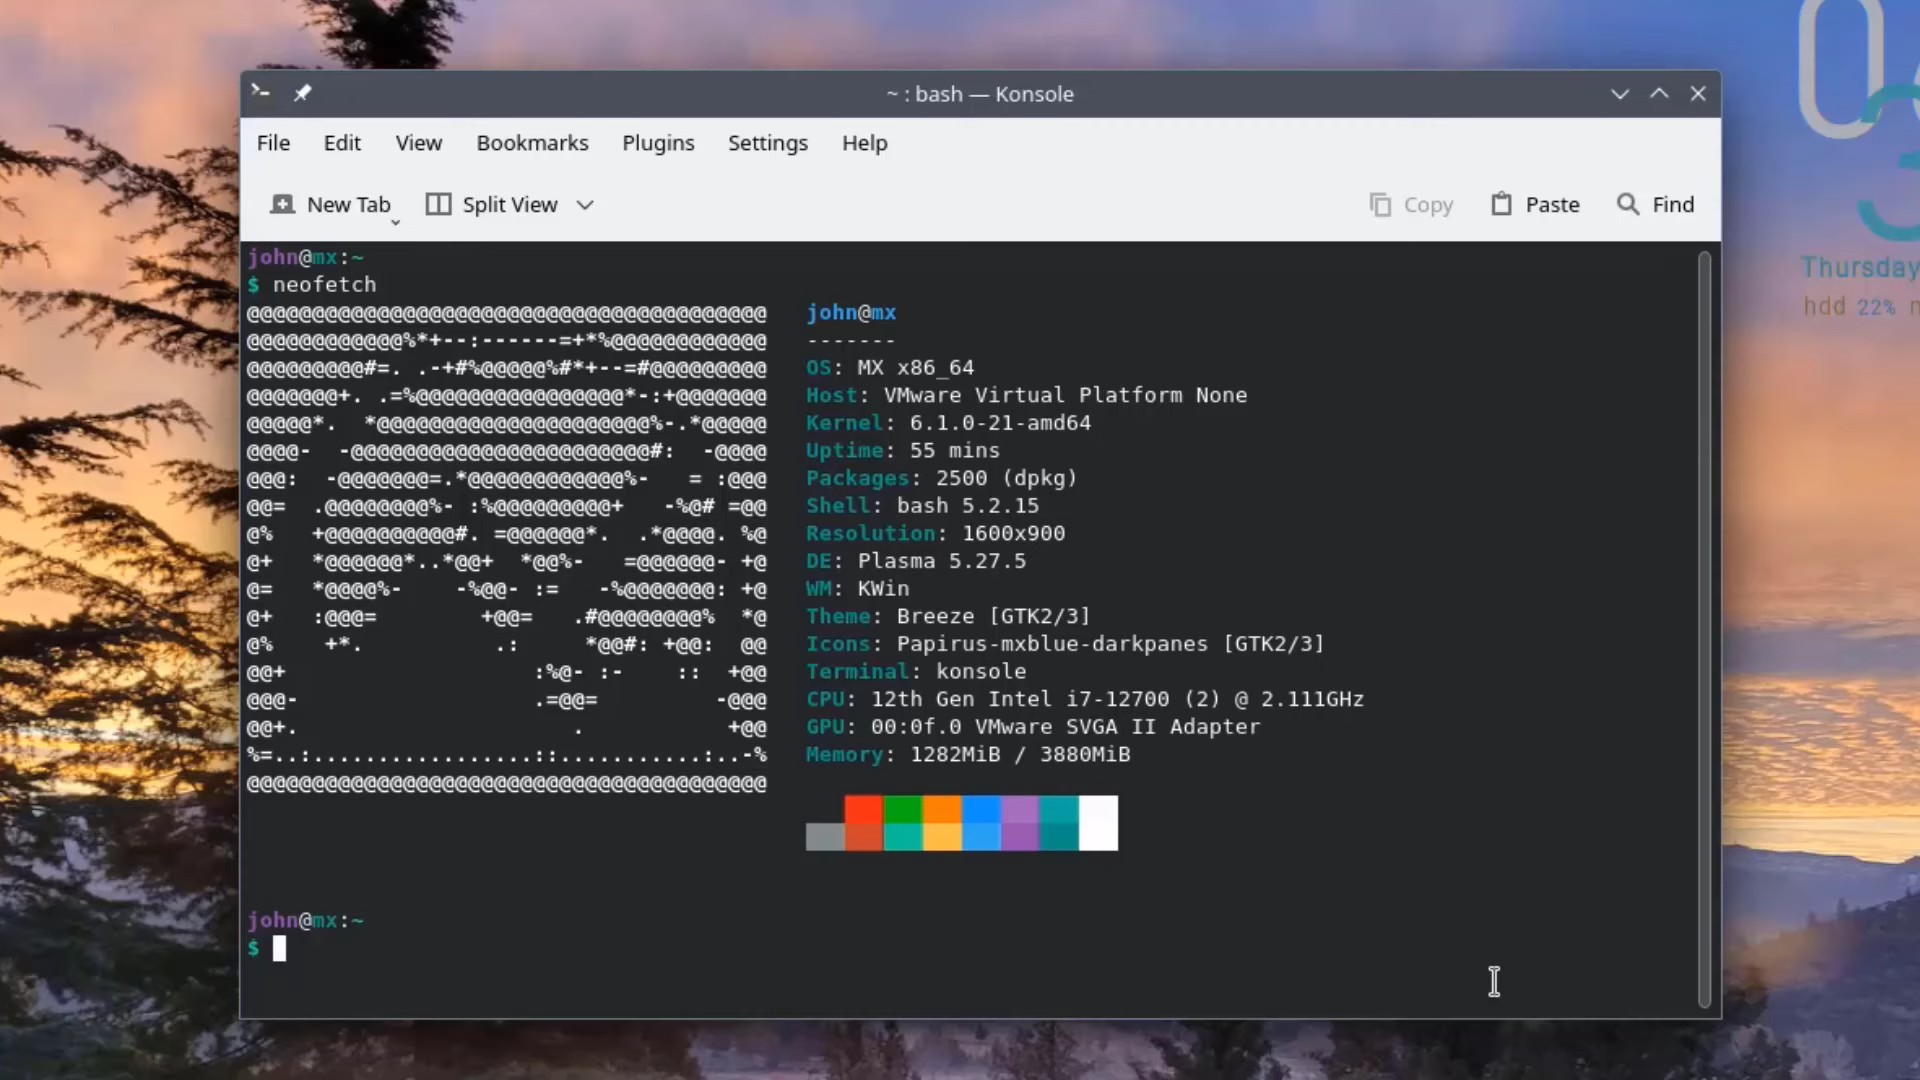 ~ : bash — Konsole
File Edit View Bookmarks Plugins Settings Help
New Tab Split View Copy Paste Find
john@mx:~
$ neofetch
@@@@@@@@@@@@@@@@@@@@@@@@@@@@@@@@@@@@@@@@ john@mx
@@@@@@@@@@@@%*+--:------=+*%@@@@@@@@@@@@ -------
@@@@@@@@@#=. .-+#%@@@@@%#*+--=#@@@@@@@@@ OS: MX x86_64
@@@@@@@+. .=%@@@@@@@@@@@@@@@@*-:+@@@@@@@ Host: VMware Virtual Platform None
@@@@@*.  *@@@@@@@@@@@@@@@@@@@@@%-.*@@@@@ Kernel: 6.1.0-21-amd64
@@@@-  -@@@@@@@@@@@@@@@@@@@@@@@#:  -@@@@ Uptime: 55 mins
@@@:  -@@@@@@@=.*@@@@@@@@@@@@%-   = :@@@ Packages: 2500 (dpkg)
@@=  .@@@@@@@@%- :%@@@@@@@@@+   -%@# =@@ Shell: bash 5.2.15
@%   +@@@@@@@@@@#. =@@@@@@*.  .*@@@@. %@ Resolution: 1600x900
@+   *@@@@@@*..*@@+  *@@%-   =@@@@@@- +@ DE: Plasma 5.27.5
@=   *@@@@%-    -%@@- :=   -%@@@@@@@: +@ WM: KWin
@+   :@@@=        +@@=   .#@@@@@@@@%  *@ Theme: Breeze [GTK2/3]
@%    +*.          .:     *@@#: +@@:  @@ Icons: Papirus-mxblue-darkpanes [GTK2/3]
@@+                   :%@- :-    ::  +@@ Terminal: konsole
@@@-                  .=@@=         -@@@ CPU: 12th Gen Intel i7-12700 (2) @ 2.111GHz
@@+.                     .           +@@ GPU: 00:0f.0 VMware SVGA II Adapter
%=..:.................::...........:..-% Memory: 1282MiB / 3880MiB
@@@@@@@@@@@@@@@@@@@@@@@@@@@@@@@@@@@@@@@@
john@mx:~
$
0
3
Thursday
hdd 22%